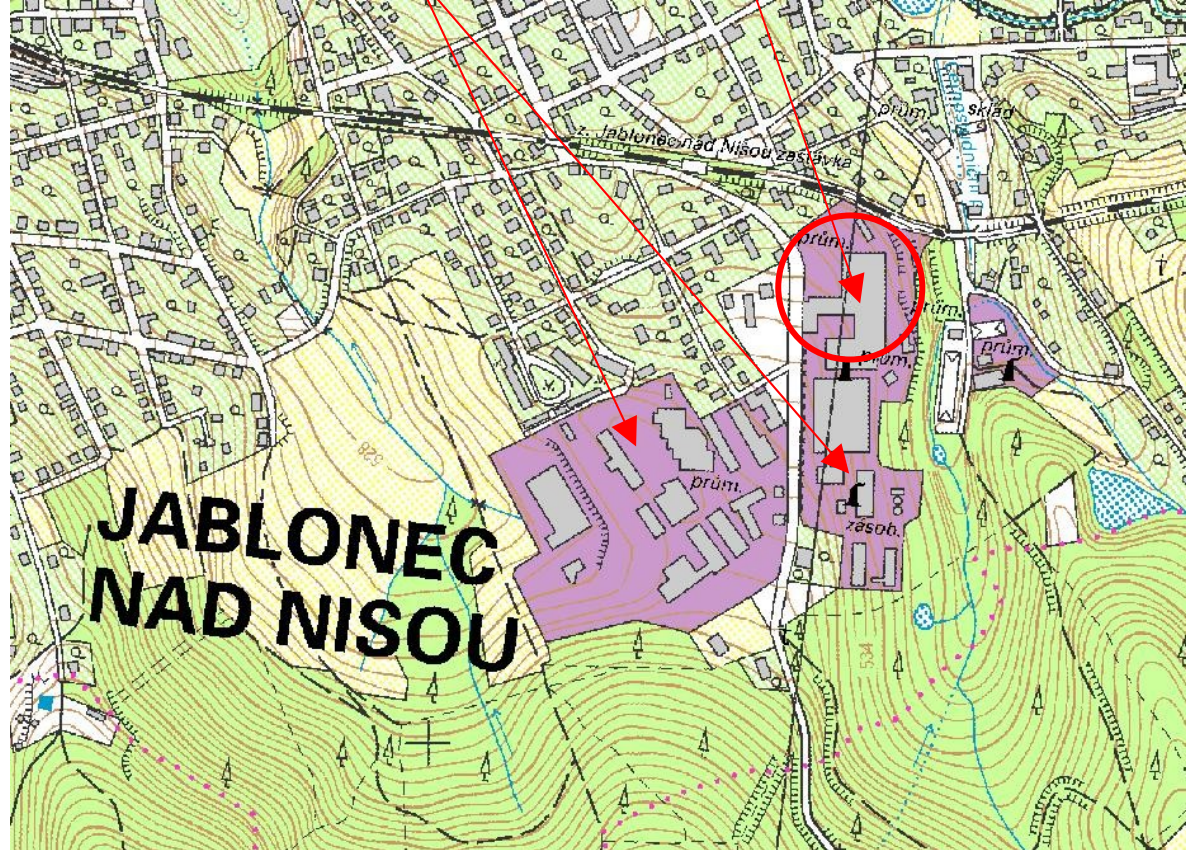 prům.
sklad
z. Jablonec nad Nisou zastávka
prům.
prům.
prům.
prům.
prům.
528
prům.
zásob.
JABLONEC
NAD NISOU
534